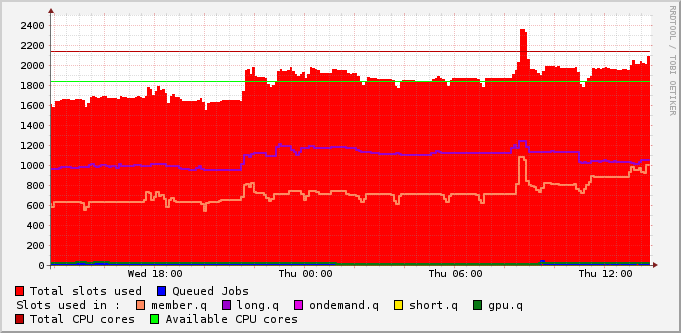 2400
2200
2000
1800
1600
1400
1200
1000
800
600
400
200
0
Wed 18:00 Thu 00:00 Thu 06:00 Thu 12:00
Total slots used Queued Jobs
Slots used in : member.q long.q ondemand.q short.q gpu.q
Total CPU cores Available CPU cores
RRDTOOL / TOBI OETIKER